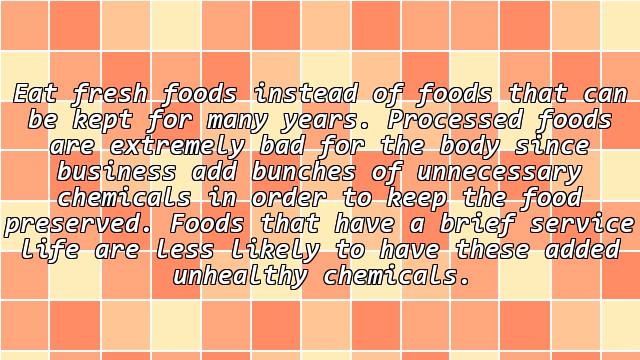 Eat fresh foods instead of foods that can
be kept for many years. Processed foods
are extremely bad for the body since
business add bunches of unnecessary
chemicals in order to keep the food
preserved. Foods that have a brief service
life are less likely to have these added
unhealthy chemicals.